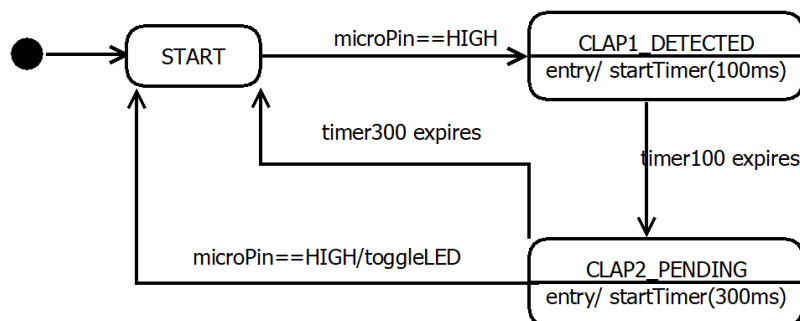 START
microPin==HIGH
CLAP1_DETECTED
entry/ startTimer(100ms)
timer300 expires
timer100 expires
microPin==HIGH/toggleLED
CLAP2_PENDING
entry/ startTimer(300ms)